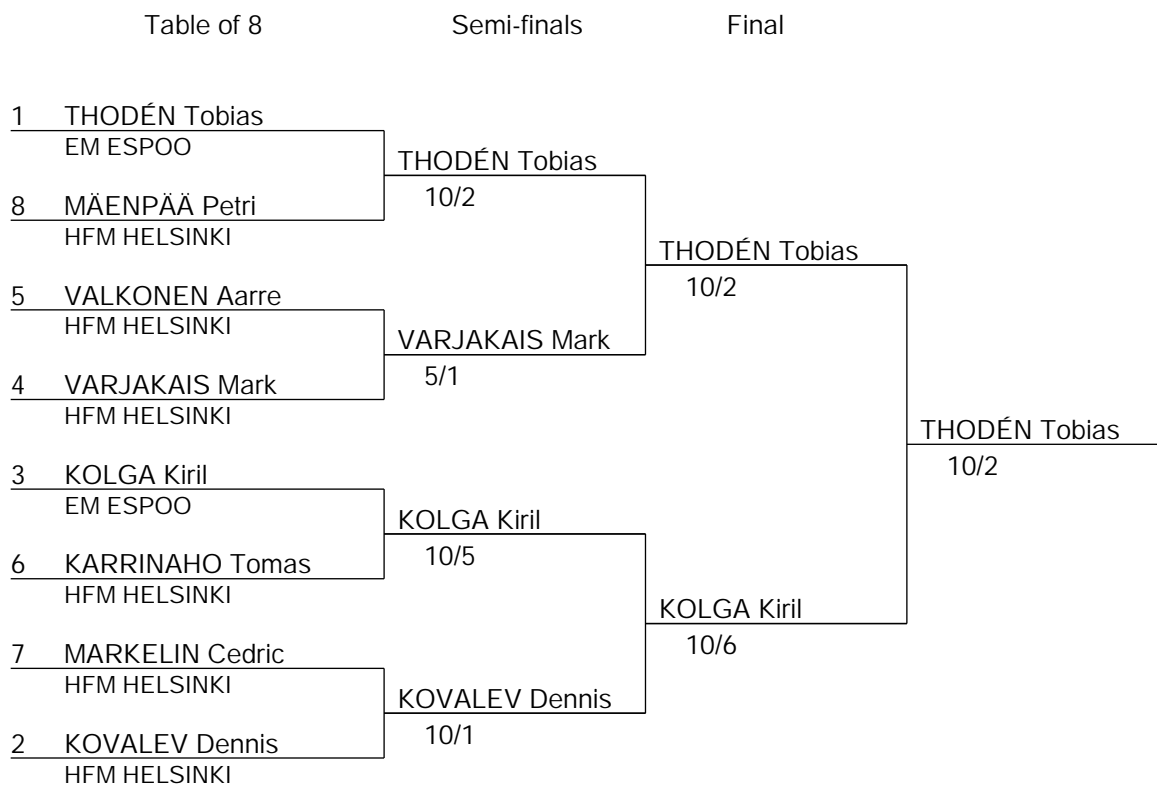 Table of 8 Semi-finals Final
1 THODÉN Tobias
EM ESPOO
THODÉN Tobias
10/2
8 MÄENPÄÄ Petri
HFM HELSINKI
THODÉN Tobias
10/2
5 VALKONEN Aarre
HFM HELSINKI
VARJAKAIS Mark
5/1
4 VARJAKAIS Mark
HFM HELSINKI
THODÉN Tobias
10/2
3 KOLGA Kiril
EM ESPOO
KOLGA Kiril
10/5
6 KARRINAHO Tomas
HFM HELSINKI
KOLGA Kiril
10/6
7 MARKELIN Cedric
HFM HELSINKI
KOVALEV Dennis
10/1
2 KOVALEV Dennis
HFM HELSINKI